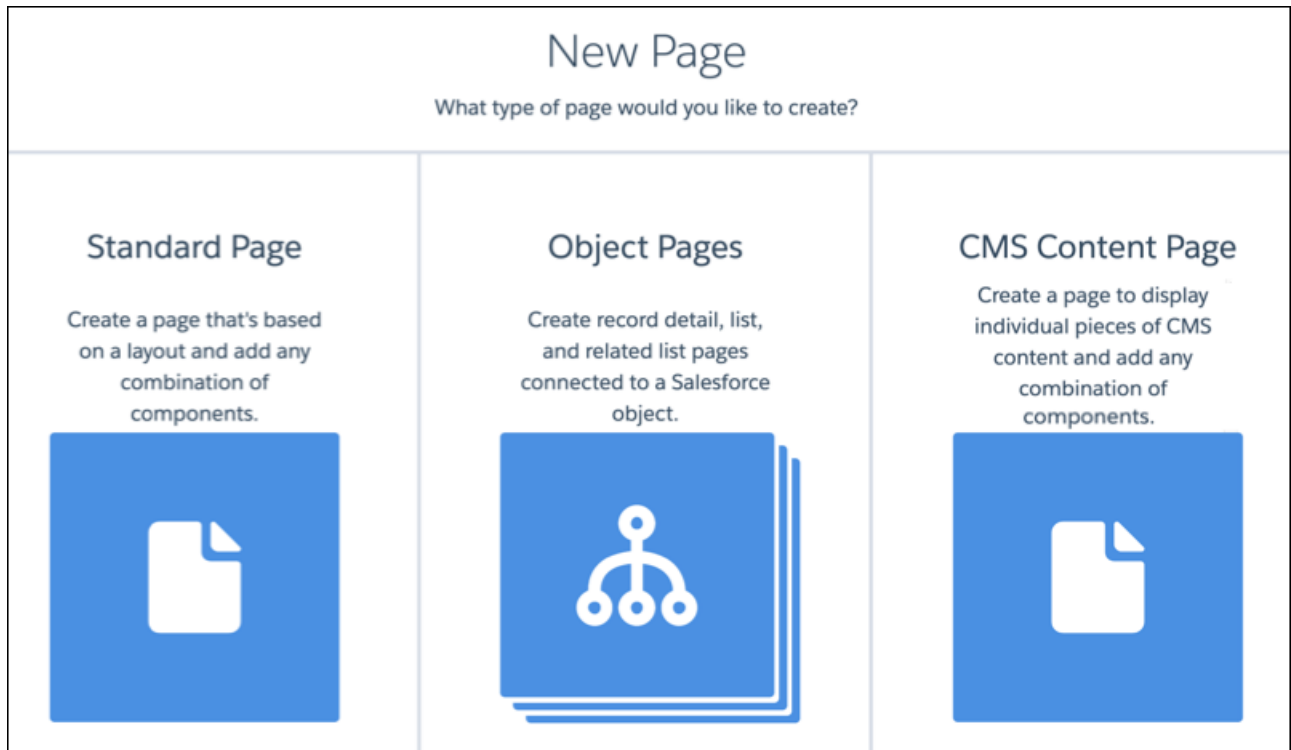 New Page
What type of page would you like to create?
Standard Page
Create a page that's based
on a layout and add any
combination of
components.
Object Pages
Create record detail, list,
and related list pages
connected to a Salesforce
object.
CMS Content Page
Create a page to display
individual pieces of CMS
content and add any
combination of
components.